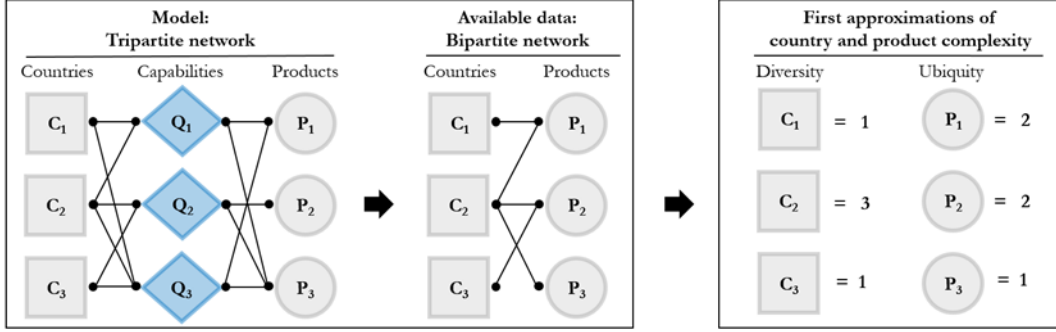 Model:
Tripartite network
Countries Capabilities Products
C₁ Q₁ P₁
C₂ Q₂ P₂
C₃ Q₃ P₃
Available data:
Bipartite network
Countries Products
C₁ P₁
C₂ P₂
C₃ P₃
First approximations of
country and product complexity
Diversity Ubiquity
C₁ = 1 P₁ = 2
C₂ = 3 P₂ = 2
C₃ = 1 P₃ = 1